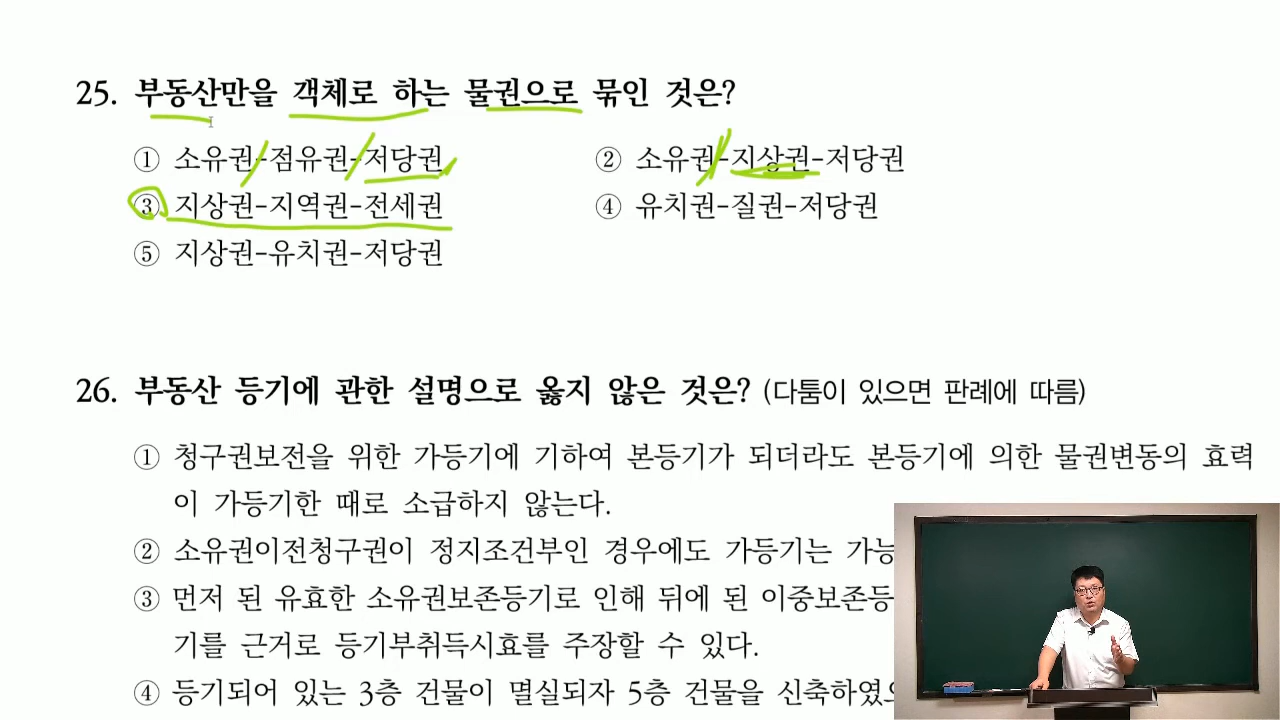 25. 부동산만을 객체로 하는 물권으로 묶인 것은?
① 소유권-점유권-저당권 ② 소유권-지상권-저당권
③ 지상권-지역권-전세권 ④ 유치권-질권-저당권
⑤ 지상권-유치권-저당권
26. 부동산 등기에 관한 설명으로 옳지 않은 것은? (다툼이 있으면 판례에 따름)
① 청구권보전을 위한 가등기에 기하여 본등기가 되더라도 본등기에 의한 물권변동의 효력
이 가등기한 때로 소급하지 않는다.
② 소유권이전청구권이 정지조건부인 경우에도 가등기는 가능
③ 먼저 된 유효한 소유권보존등기로 인해 뒤에 된 이중보존등
기를 근거로 등기부취득시효를 주장할 수 있다.
④ 등기되어 있는 3층 건물이 멸실되자 5층 건물을 신축하였으